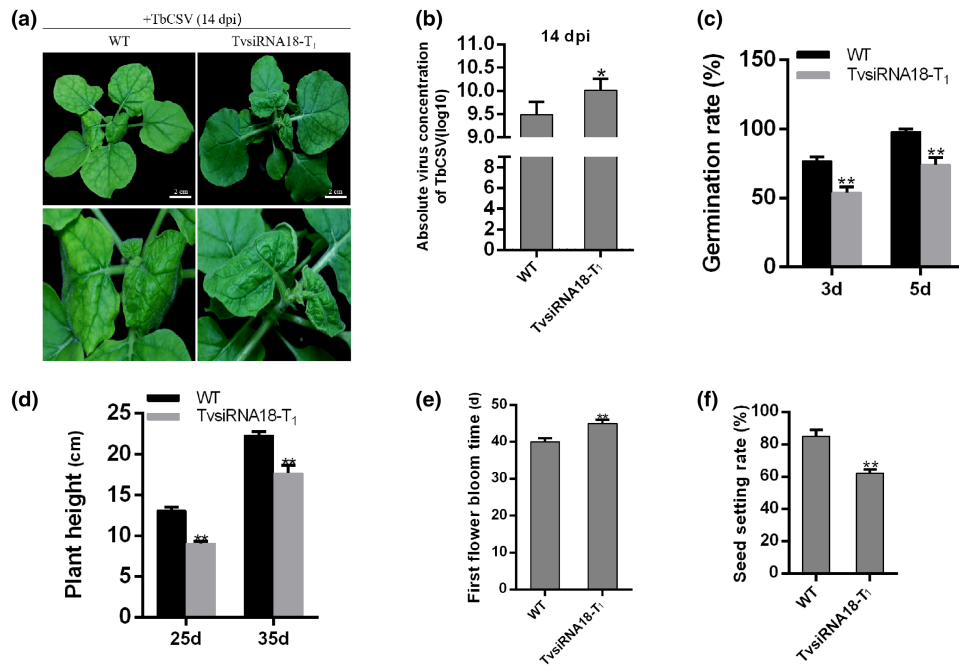 (a)
+TbCSV (14 dpi)
WT TvsiRNA18-T1
2 cm 2 cm
(b)
14 dpi
Absolute virus concentration
of TbCSV(log10)
11.0
10.5
10.0
9.5
9.0
10
8
6
4
2
0
*
WT TvsiRNA18-T1
(c)
WT
TvsiRNA18-T1
Germination rate (%)
150
100
50
0
** **
3d 5d
(d)
WT
TvsiRNA18-T1
Plant height (cm)
25
20
15
10
5
0
** **
25d 35d
(e)
First flower bloom time (d)
50
40
30
20
10
0
**
WT TvsiRNA18-T1
(f)
Seed setting rate (%)
100
80
60
40
20
0
**
WT TvsiRNA18-T1